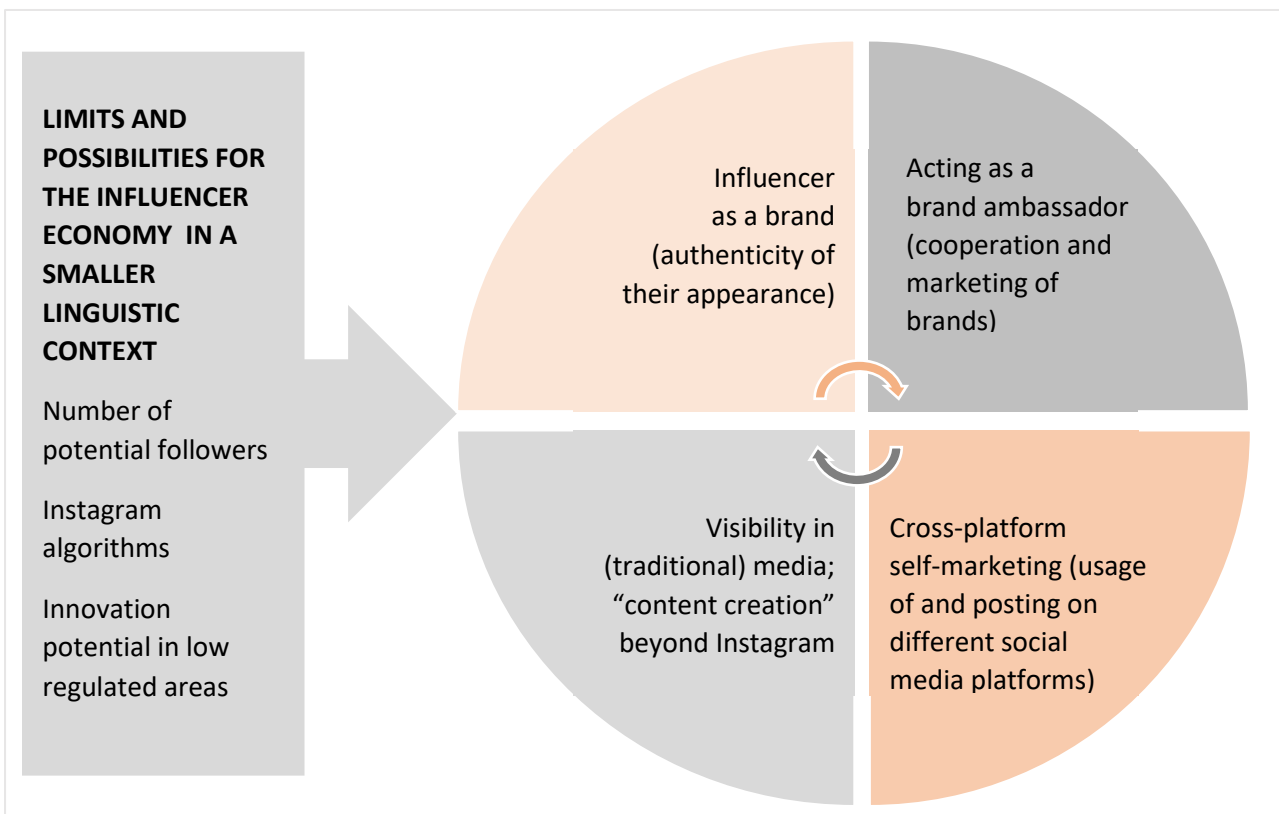 LIMITS AND
POSSIBILITIES FOR
THE INFLUENCER
ECONOMY IN A
SMALLER
LINGUISTIC
CONTEXT
Number of
potential followers
Instagram
algorithms
Innovation
potential in low
regulated areas
Influencer
as a brand
(authenticity of
their appearance)
Acting as a
brand ambassador
(cooperation and
marketing of
brands)
Visibility in
(traditional) media;
“content creation”
beyond Instagram
Cross-platform
self-marketing (usage
of and posting on
different social
media platforms)